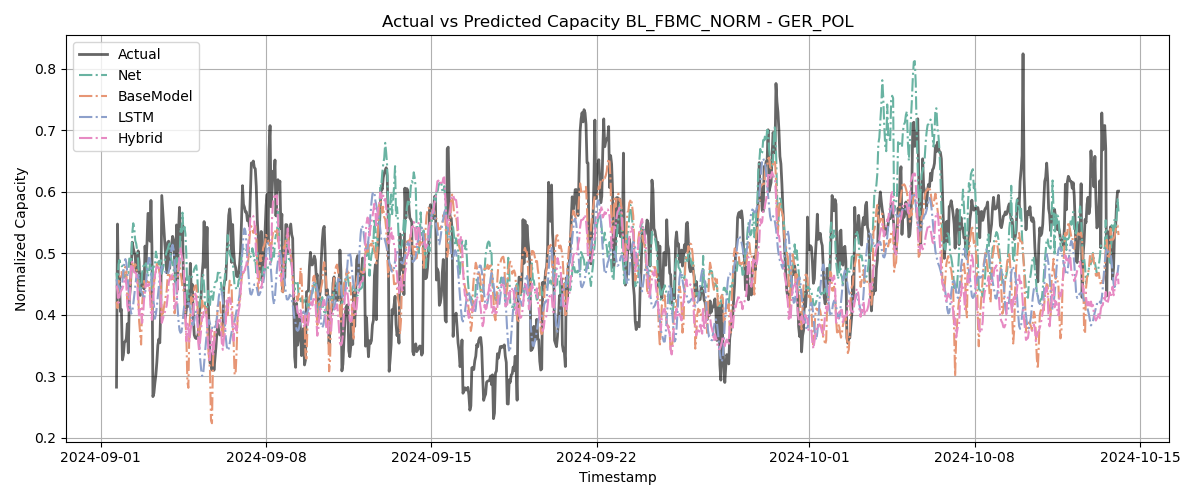 Actual vs Predicted Capacity BL_FBMC_NORM - GER_POL
Normalized Capacity
0.8
0.7
0.6
0.5
0.4
0.3
0.2
Actual
Net
BaseModel
LSTM
Hybrid
2024-09-01
2024-09-08
2024-09-15
2024-09-22
2024-10-01
2024-10-08
2024-10-15
Timestamp